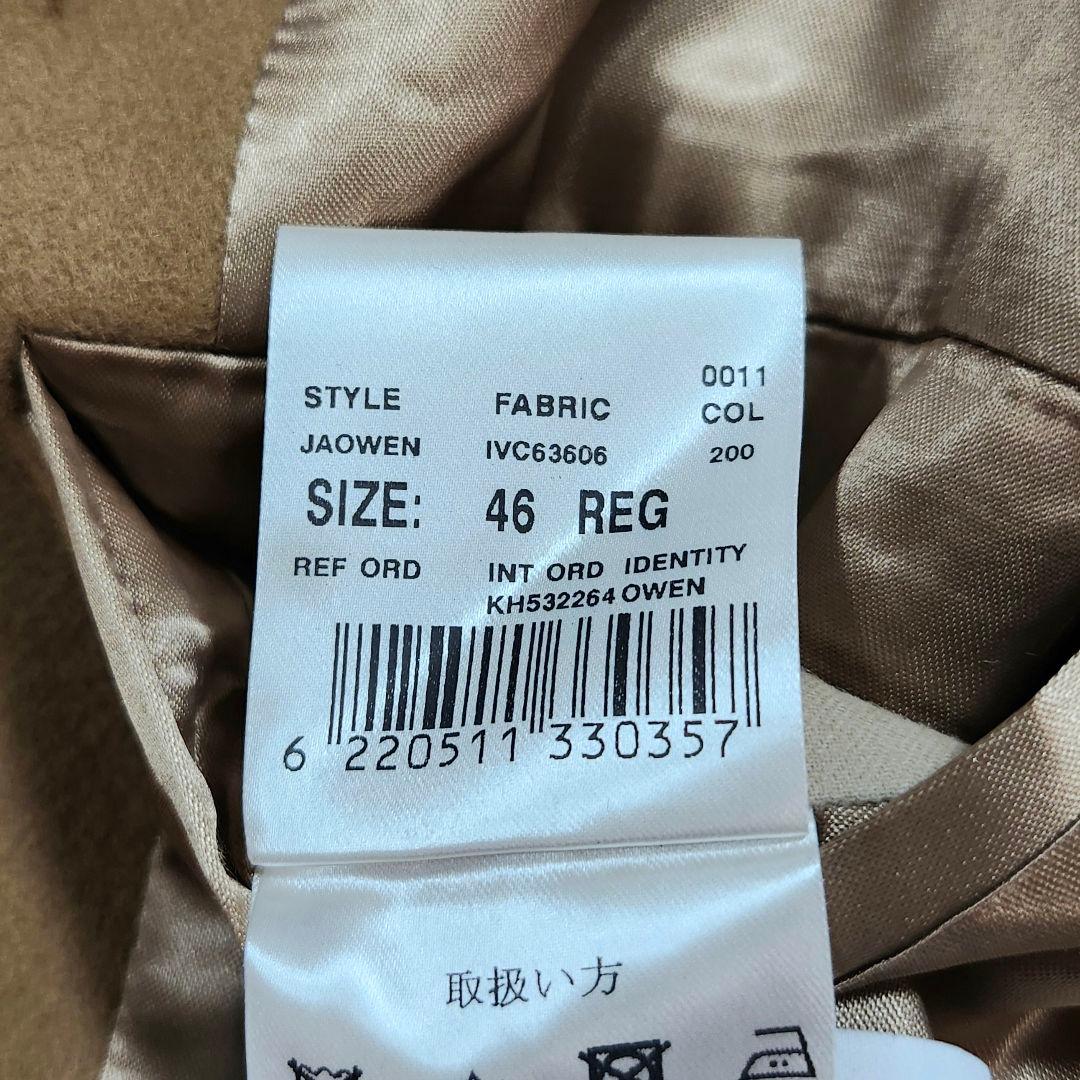 0011
STYLE FABRIC COL
JAOWEN IVC63606 200
SIZE: 46 REG
REF ORD INT ORD IDENTITY
KH532264 OWEN
6 220511 330357
取扱い方